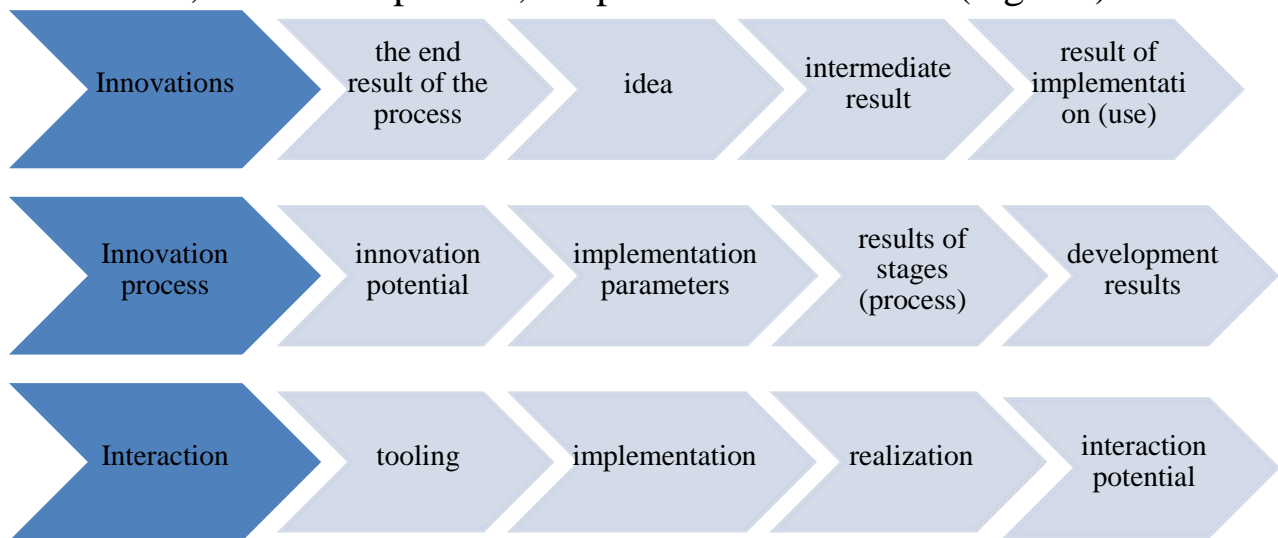 Innovations
the end
result of the
process
idea
intermediate
result
result of
implementati
on (use)
Innovation
process
innovation
potential
implementation
parameters
results of
stages
(process)
development
results
Interaction
tooling
implementation
realization
interaction
potential